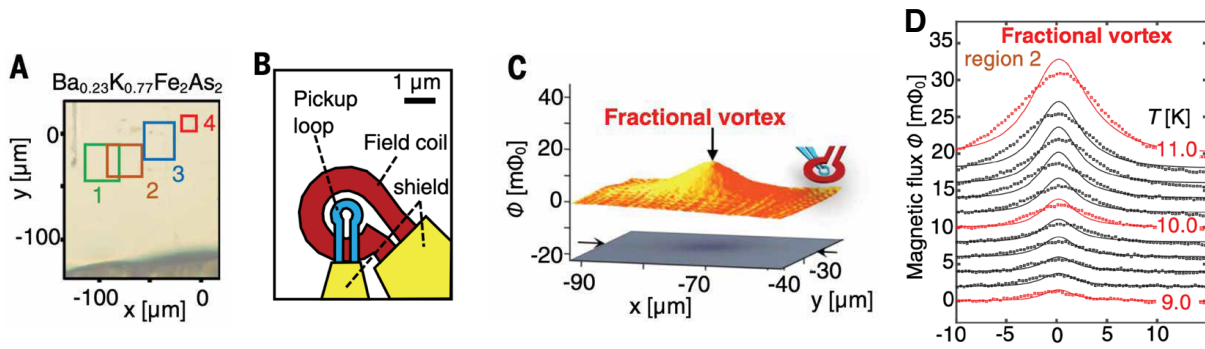 A
Ba0.23K0.77Fe2As2
0
-100
y [µm]
-100
0
x [µm]
1
2
3
4
B
1 µm
Pickup
loop
Field coil
shield
C
40
20
0
-20
Φ [mΦ0]
Fractional vortex
-90
-70
-40
-30
x [µm]
y [µm]
D
35
30
25
20
15
10
5
0
Magnetic flux Φ [mΦ0]
Fractional vortex
region 2
T [K]
11.0
10.0
9.0
-10
-5
0
5
10